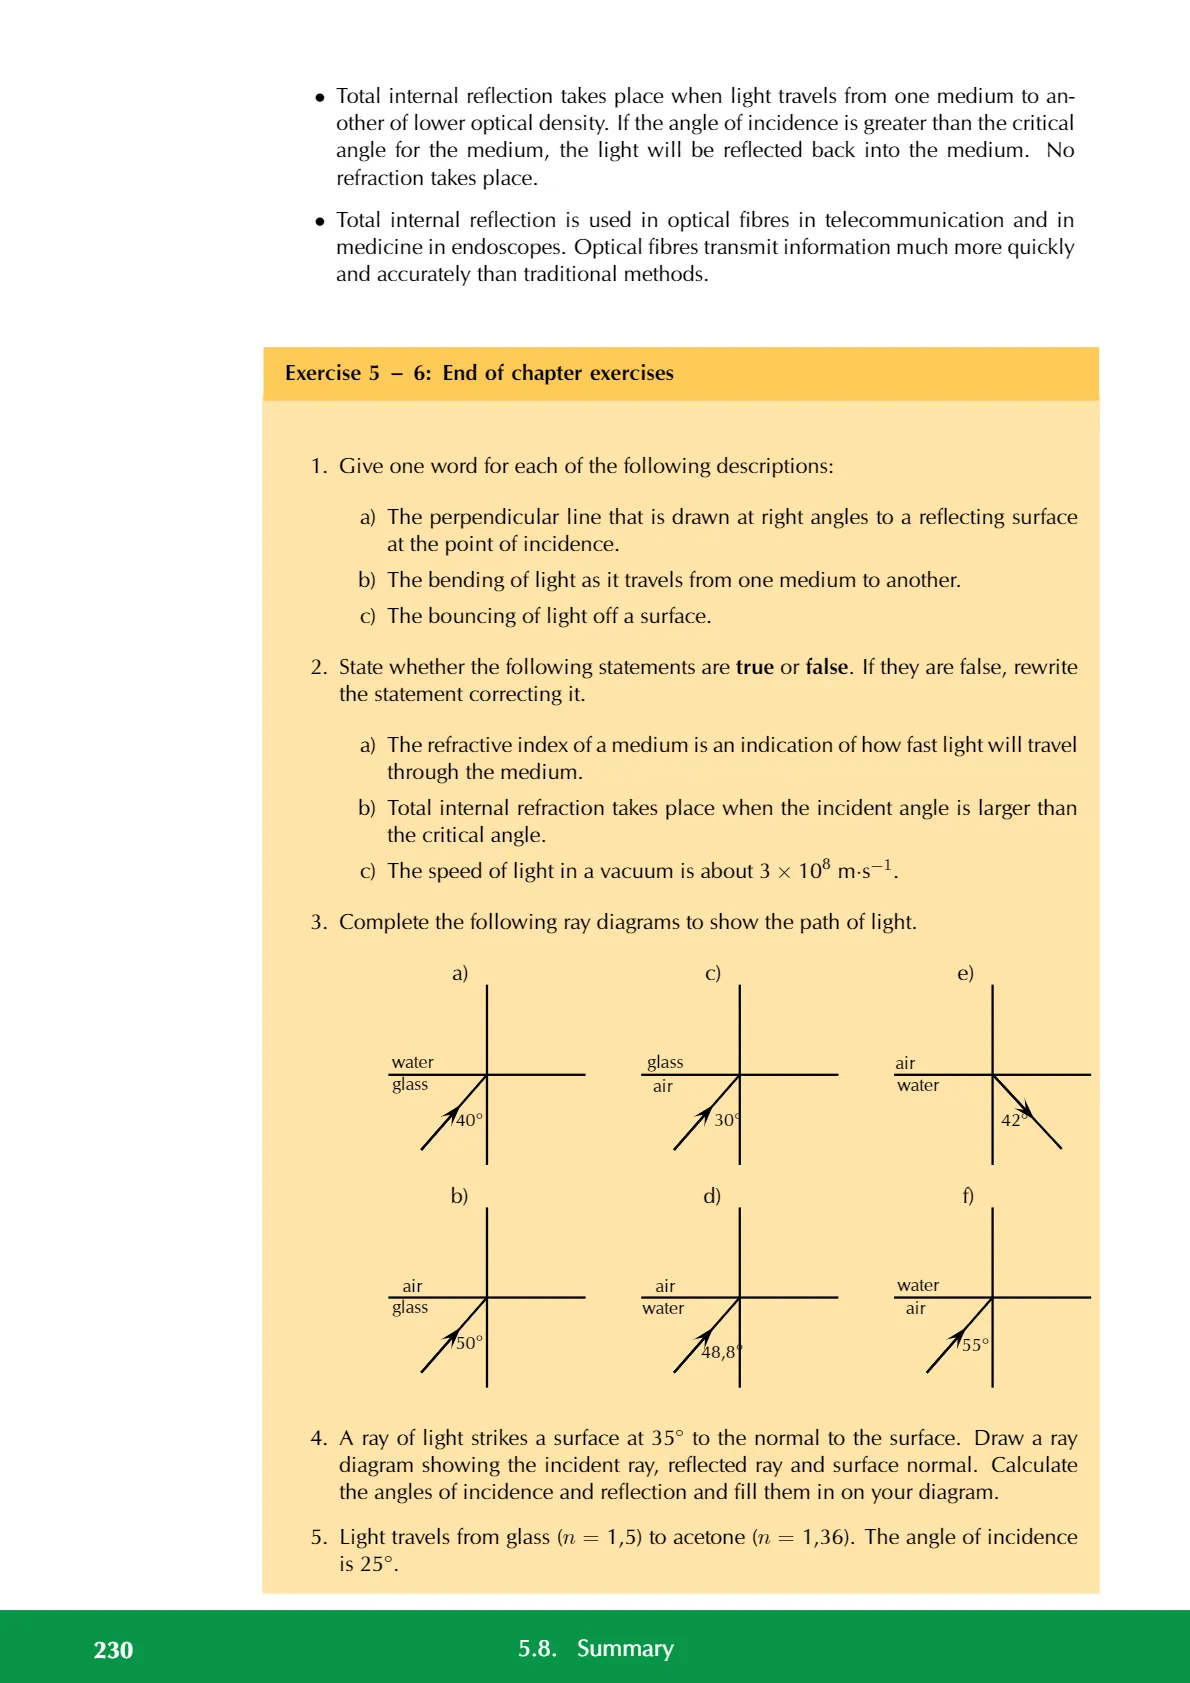 • Total internal reflection takes place when light travels from one medium to an-
other of lower optical density. If the angle of incidence is greater than the critical
angle for the medium, the light will be reflected back into the medium. No
refraction takes place.
• Total internal reflection is used in optical fibres in telecommunication and in
medicine in endoscopes. Optical fibres transmit information much more quickly
and accurately than traditional methods.
Exercise 5 – 6: End of chapter exercises
1. Give one word for each of the following descriptions:
a) The perpendicular line that is drawn at right angles to a reflecting surface
at the point of incidence.
b) The bending of light as it travels from one medium to another.
c) The bouncing of light off a surface.
2. State whether the following statements are true or false. If they are false, rewrite
the statement correcting it.
a) The refractive index of a medium is an indication of how fast light will travel
through the medium.
b) Total internal refraction takes place when the incident angle is larger than
the critical angle.
c) The speed of light in a vacuum is about 3 × 10⁸ m·s⁻¹.
3. Complete the following ray diagrams to show the path of light.
a)
water
glass
40°
c)
glass
air
30°
e)
air
water
42°
b)
air
glass
50°
d)
air
water
48,8°
f)
water
air
55°
4. A ray of light strikes a surface at 35° to the normal to the surface. Draw a ray
diagram showing the incident ray, reflected ray and surface normal. Calculate
the angles of incidence and reflection and fill them in on your diagram.
5. Light travels from glass (n = 1,5) to acetone (n = 1,36). The angle of incidence
is 25°.
230
5.8. Summary